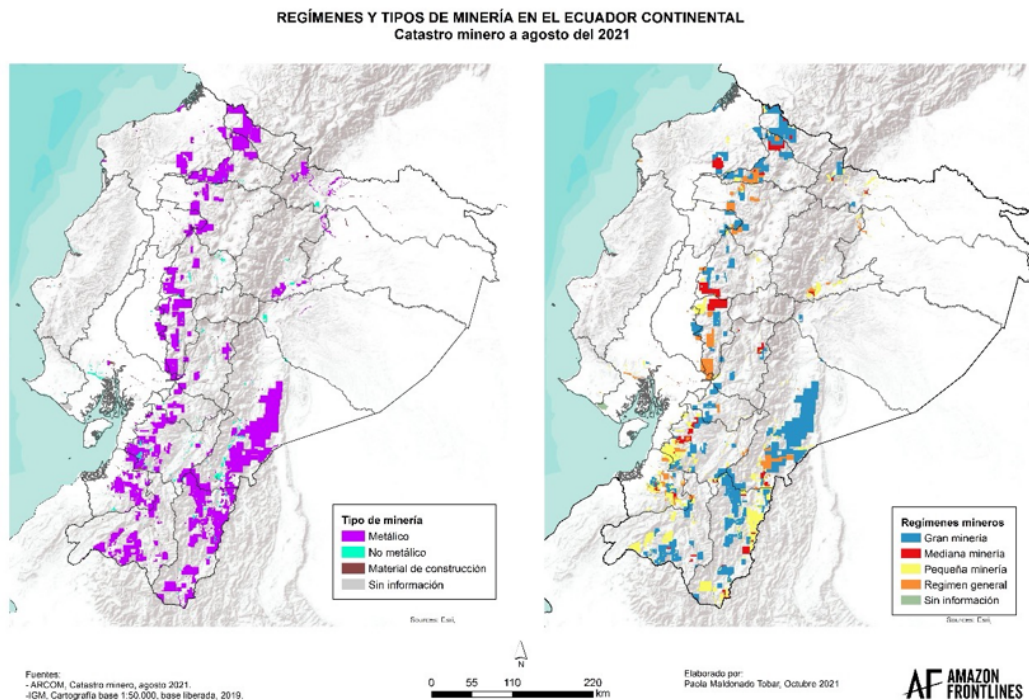 REGÍMENES Y TIPOS DE MINERÍA EN EL ECUADOR CONTINENTAL
Catastro minero a agosto del 2021
Tipo de minería
Metálico
No metálico
Material de construcción
Sin información
Sources: Esri,
Regímenes mineros
Gran minería
Mediana minería
Pequeña minería
Regimen general
Sin información
Sources: Esri,
Fuentes:
- ARCOM, Catastro minero, agosto 2021.
-IGM, Cartografía base 1:50.000, base liberada, 2019.
N
0 55 110 220
km
Elaborado por:
Paola Maldonado Tobar, Octubre 2021
AF AMAZON
FRONTLINES